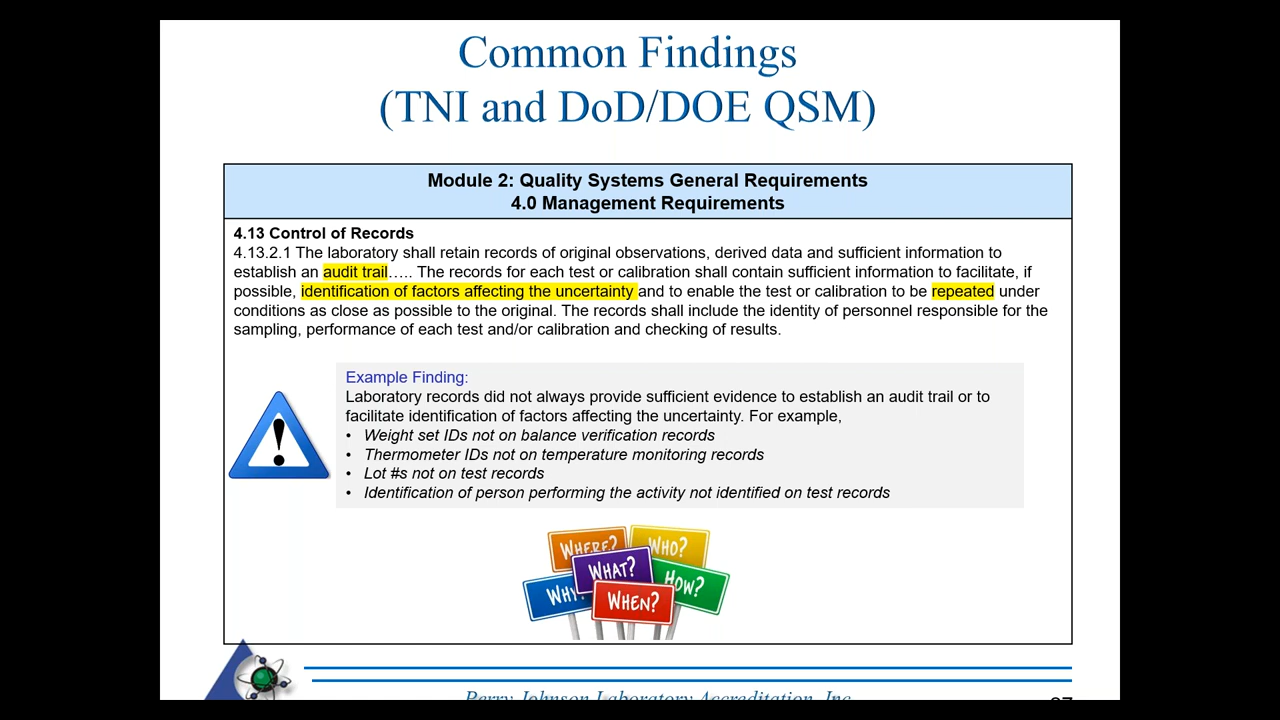 Common Findings
(TNI and DoD/DOE QSM)
Module 2: Quality Systems General Requirements
4.0 Management Requirements
4.13 Control of Records
4.13.2.1 The laboratory shall retain records of original observations, derived data and sufficient information to
establish an audit trail….. The records for each test or calibration shall contain sufficient information to facilitate, if
possible, identification of factors affecting the uncertainty and to enable the test or calibration to be repeated under
conditions as close as possible to the original. The records shall include the identity of personnel responsible for the
sampling, performance of each test and/or calibration and checking of results.
Example Finding:
Laboratory records did not always provide sufficient evidence to establish an audit trail or to
facilitate identification of factors affecting the uncertainty. For example,
• Weight set IDs not on balance verification records
• Thermometer IDs not on temperature monitoring records
• Lot #s not on test records
• Identification of person performing the activity not identified on test records
WHERE?
WHO?
WHAT?
WHY?
HOW?
WHEN?
Perry Johnson Laboratory Accreditation, Inc